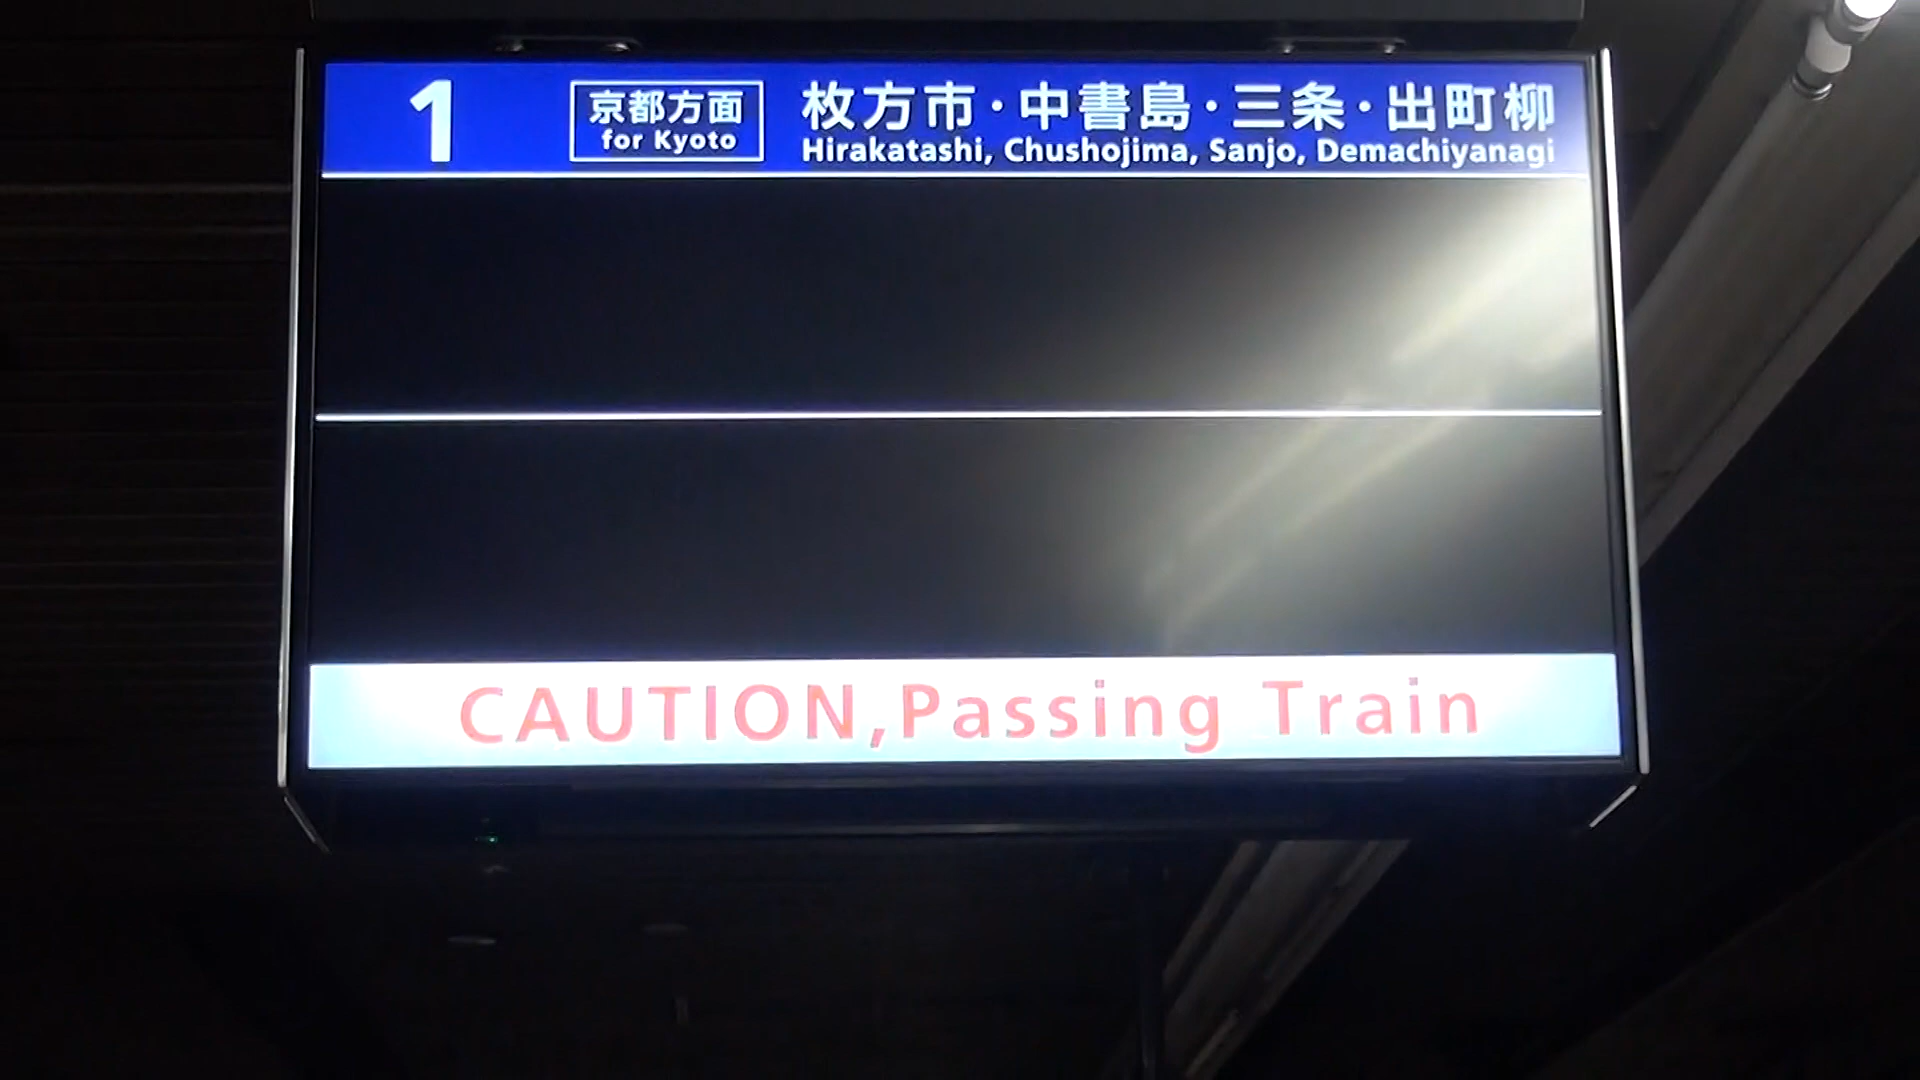 1
京都方面
for Kyoto
枚方市・中書島・三条・出町柳
Hirakatashi, Chushojima, Sanjo, Demachiyanagi
CAUTION,Passing Train